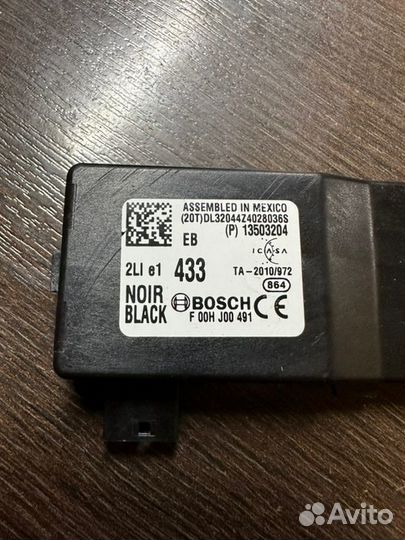 ASSEMBLED IN MEXICO
(20T)DL32044Z4028036S
(P) 13503204
EB
ICASA
2LI e1 433
TA-2010/972
864
NOIR
BLACK
BOSCH CE
F 00H J00 491
Avito